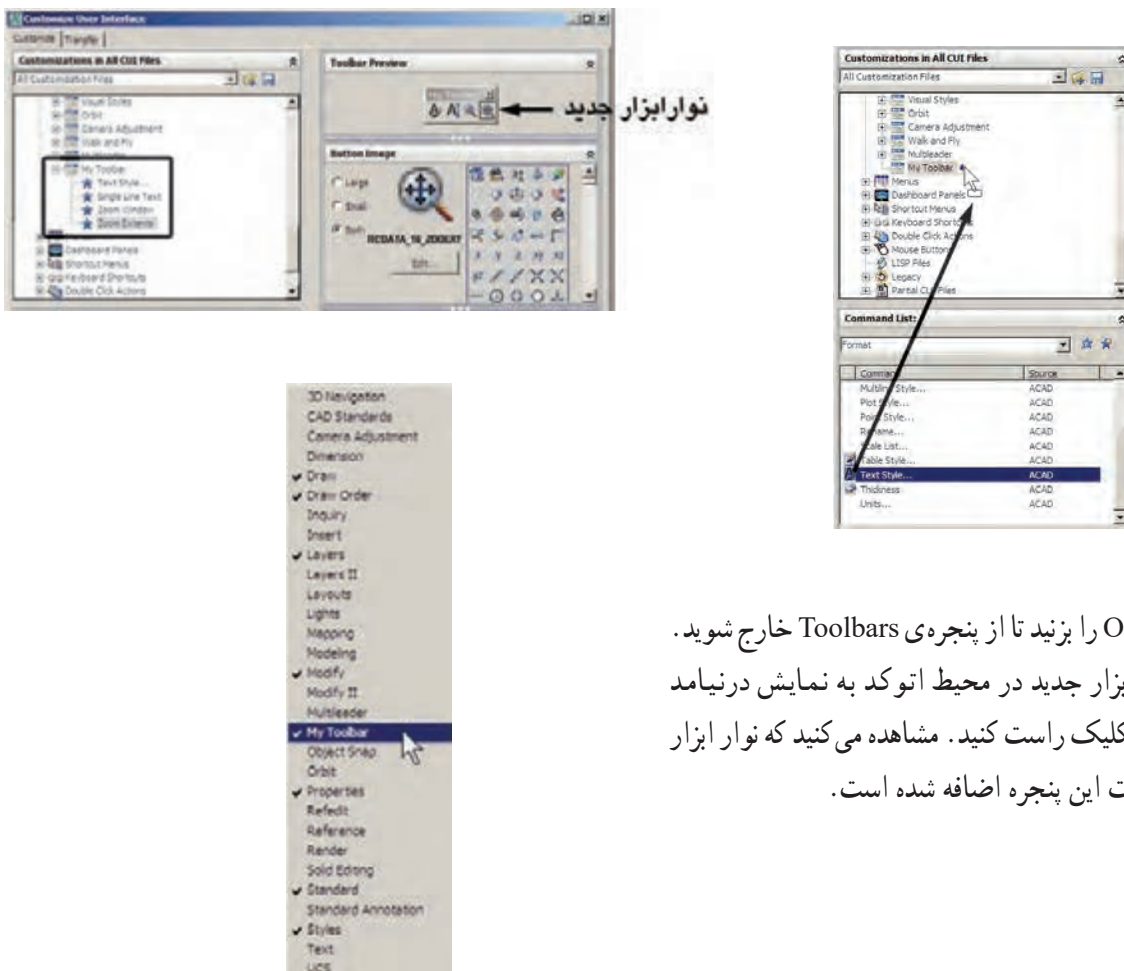 Customize User Interface
Customize Transfer
Customizations in All CUI Files
All Customization Files
Visual Styles
Orbit
Camera Adjustment
Walk and Fly
Multileader
My Toolbar
Text Style...
Single Line Text
Zoom Window
Zoom Extents
Dashboard Panels
Shortcut Menus
Keyboard Shortcuts
Double Click Actions
Toolbar Preview
نوارابزار جدید
Button Image
Large
Small
Both
RCDATA_16_ZOOEXT
Edit...
Customizations in All CUI Files
All Customization Files
Visual Styles
Orbit
Camera Adjustment
Walk and Fly
Multileader
My Toolbar
Menus
Dashboard Panels
Shortcut Menus
Keyboard Shortc
Double Click Actions
Mouse Buttons
LISP Files
Legacy
Partial CUI Files
Command List:
Format
Command Source
Multiline Style... ACAD
Plot Style... ACAD
Point Style... ACAD
Rename... ACAD
Scale List... ACAD
Table Style... ACAD
Text Style... ACAD
Thickness ACAD
Units... ACAD
3D Navigation
CAD Standards
Camera Adjustment
Dimension
Draw
Draw Order
Inquiry
Insert
Layers
Layers II
Layouts
Lights
Mapping
Modeling
Modify
Modify II
Multileader
My Toolbar
Object Snap
Orbit
Properties
Refedit
Reference
Render
Solid Editing
Standard
Standard Annotation
Styles
Text
UCS
O را بزنید تا از پنجره‌ی Toolbars خارج شوید.
بزار جدید در محیط اتوکد به نمایش درنیامد
کلیک راست کنید. مشاهده می‌کنید که نوار ابزار
ت این پنجره اضافه شده است.